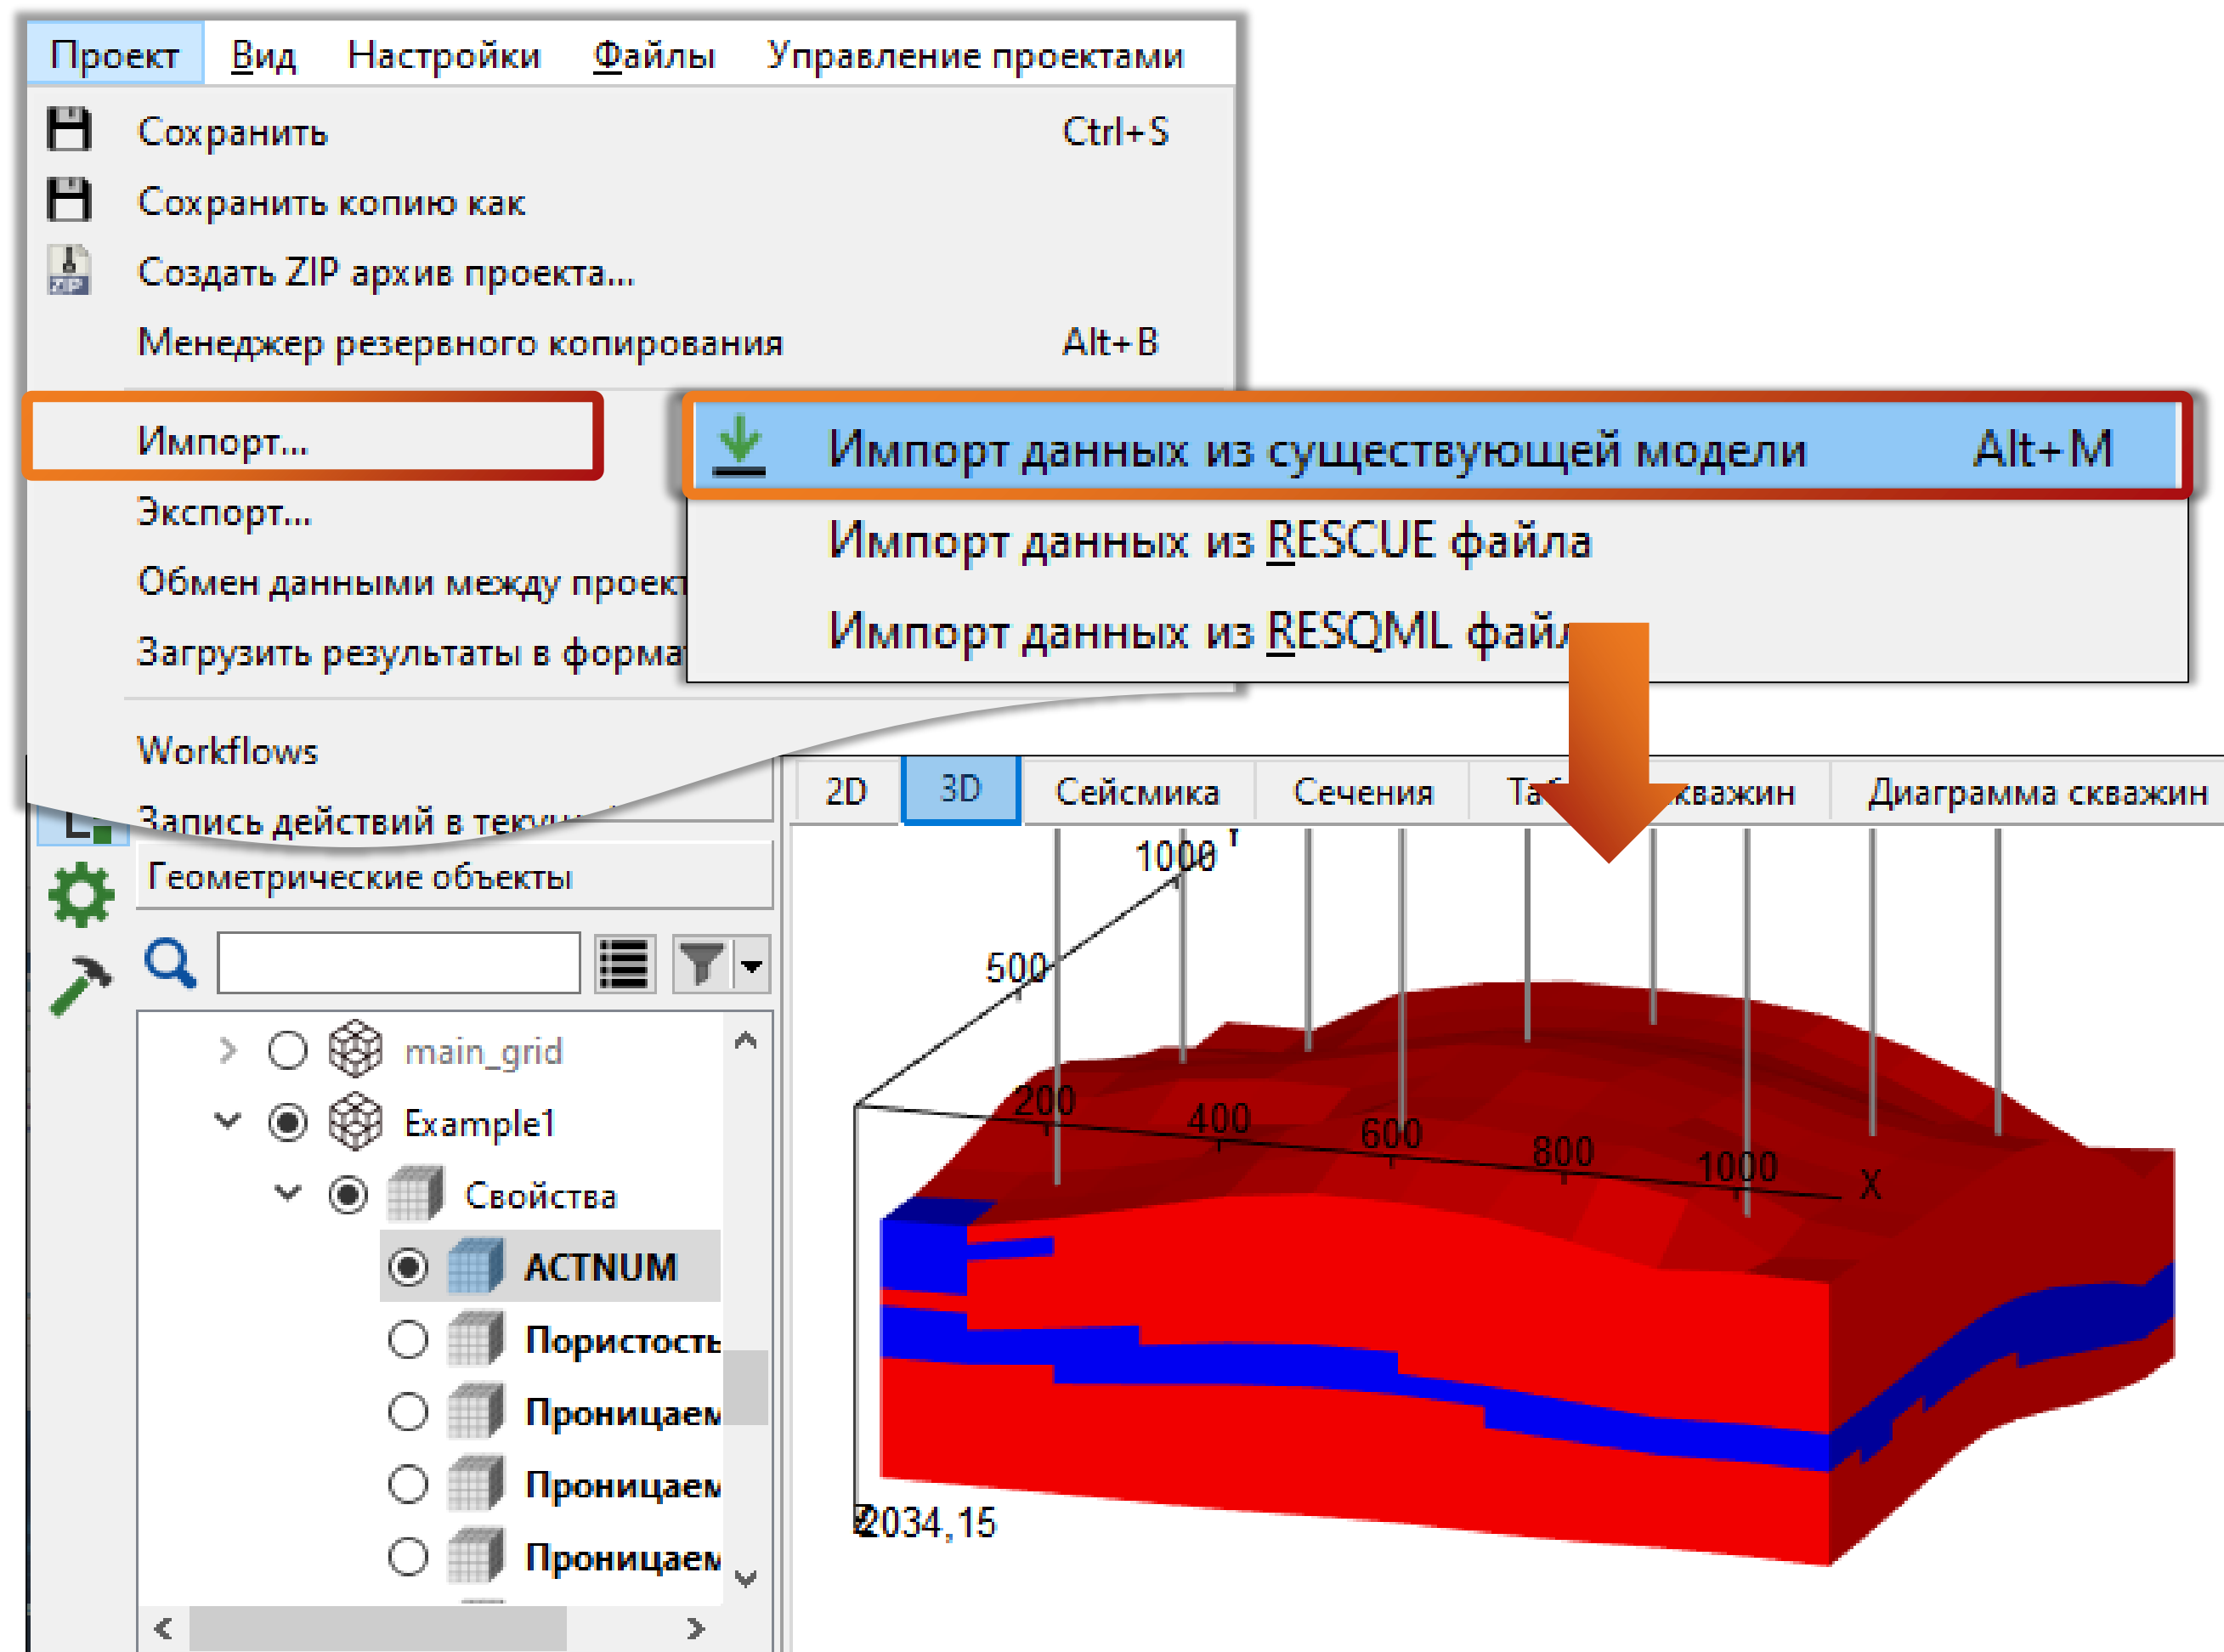 Проект Вид Настройки Файлы Управление проектами
Сохранить Ctrl+S
Сохранить копию как
ZIP Создать ZIP архив проекта...
Менеджер резервного копирования Alt+B
Импорт...
Импорт данных из существующей модели Alt+M
Экспорт...
Импорт данных из RESCUE файла
Обмен данными между проект
Импорт данных из RESQML файл
Загрузить результаты в форма
Workflows
Запись действий в теку
2D 3D Сейсмика Сечения Та кважин Диаграмма скважин
Геометрические объекты
1000 Y
500
main_grid
Example1
Свойства
ACTNUM
Пористость
Проницаем
Проницаем
Проницаем
200 400 600 800 1000 X
2034,15